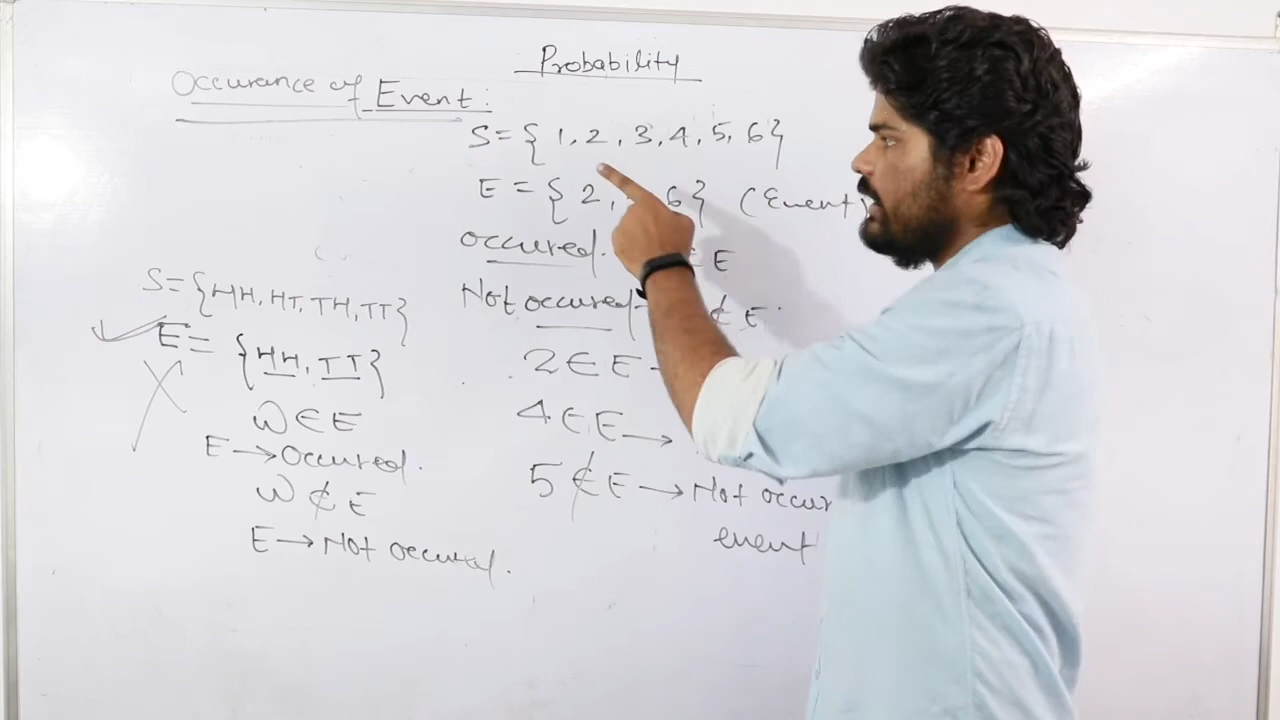 Probability
Occurance of Event:
S = { 1, 2, 3, 4, 5, 6 }
E = { 2, 6 } (Event)
occured. E
Not occured ∉ E
2 ∈ E
4 ∈ E →
5 ∉ E → Not occur
event
S = {HH, HT, TH, TT}
E = {HH, TT}
ω ∈ E
E → Occured.
ω ∉ E
E → Not occured.